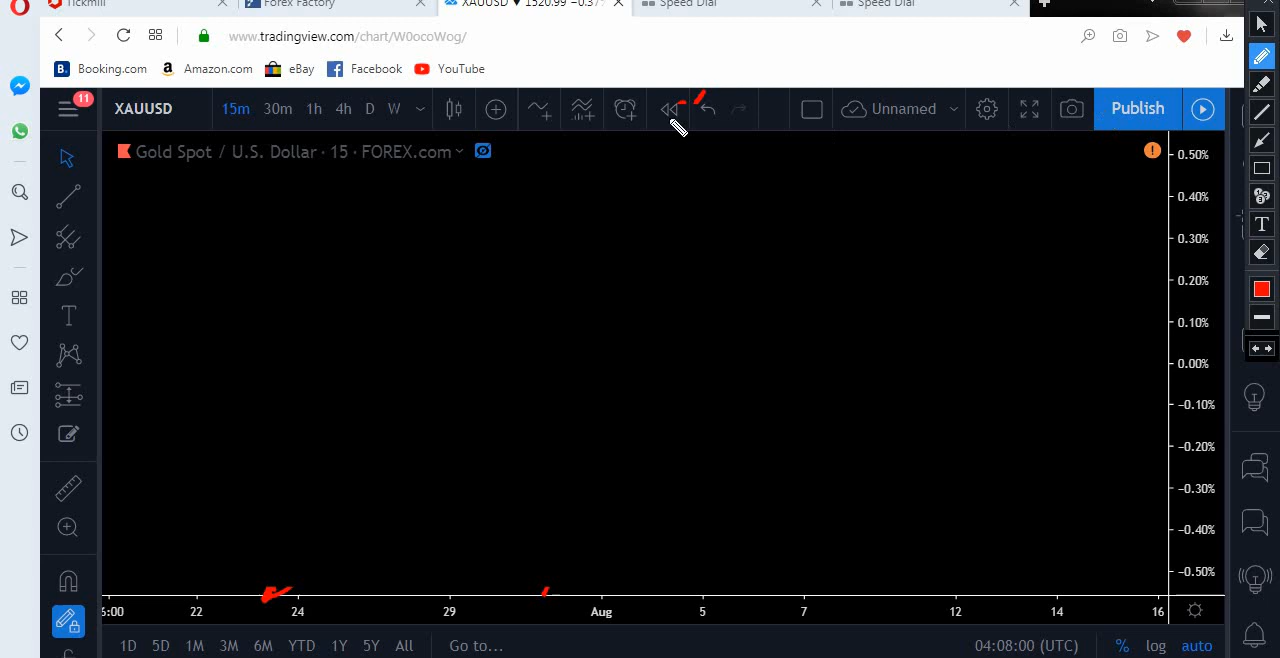 Tickmill
Forex Factory
XAUUSD ▼ 1520.99 −0.37
Speed Dial
Speed Dial
www.tradingview.com/chart/W0ocoWog/
B. Booking.com
a Amazon.com
eBay
Facebook
YouTube
11
XAUUSD
15m 30m 1h 4h D W
Unnamed
Publish
Gold Spot / U.S. Dollar · 15 · FOREX.com
0.50%
0.40%
0.30%
0.20%
0.10%
0.00%
−0.10%
−0.20%
−0.30%
−0.40%
−0.50%
6:00 22 24 29 Aug 5 7 12 14 16
1D 5D 1M 3M 6M YTD 1Y 5Y All Go to... 04:08:00 (UTC) % log auto